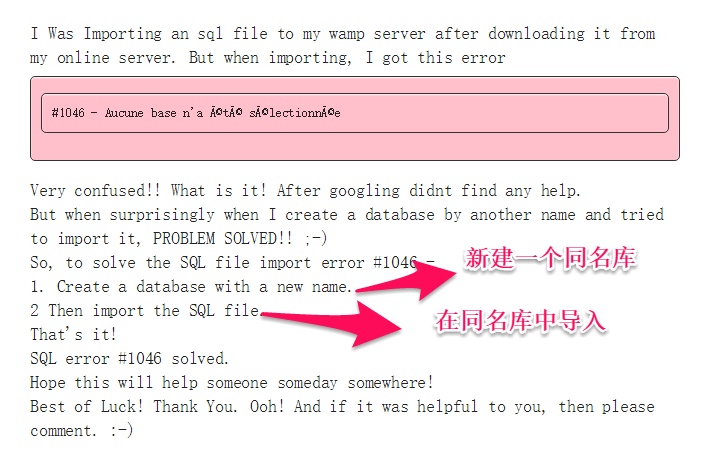 I Was Importing an sql file to my wamp server after downloading it from
my online server. But when importing, I got this error
#1046 - Aucune base n'a Ã©tÃ© sÃ©lectionnÃ©e
Very confused!! What is it! After googling didnt find any help.
But when surprisingly when I create a database by another name and tried
to import it, PROBLEM SOLVED!! ;-)
So, to solve the SQL file import error #1046 -
新建一个同名库
1. Create a database with a new name.
2 Then import the SQL file.
在同名库中导入
That's it!
SQL error #1046 solved.
Hope this will help someone someday somewhere!
Best of Luck! Thank You. Ooh! And if it was helpful to you, then please
comment. :-)